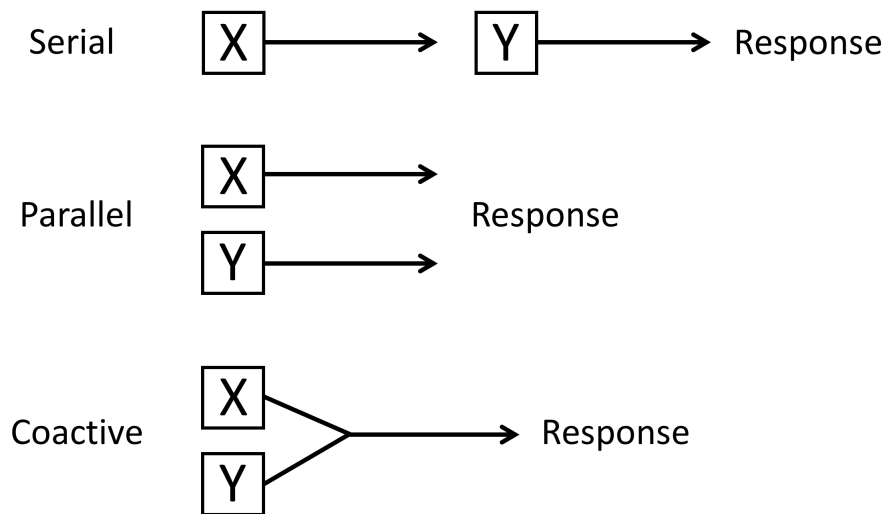 Serial X Y Response
X
Parallel Response
Y
X
Coactive Response
Y